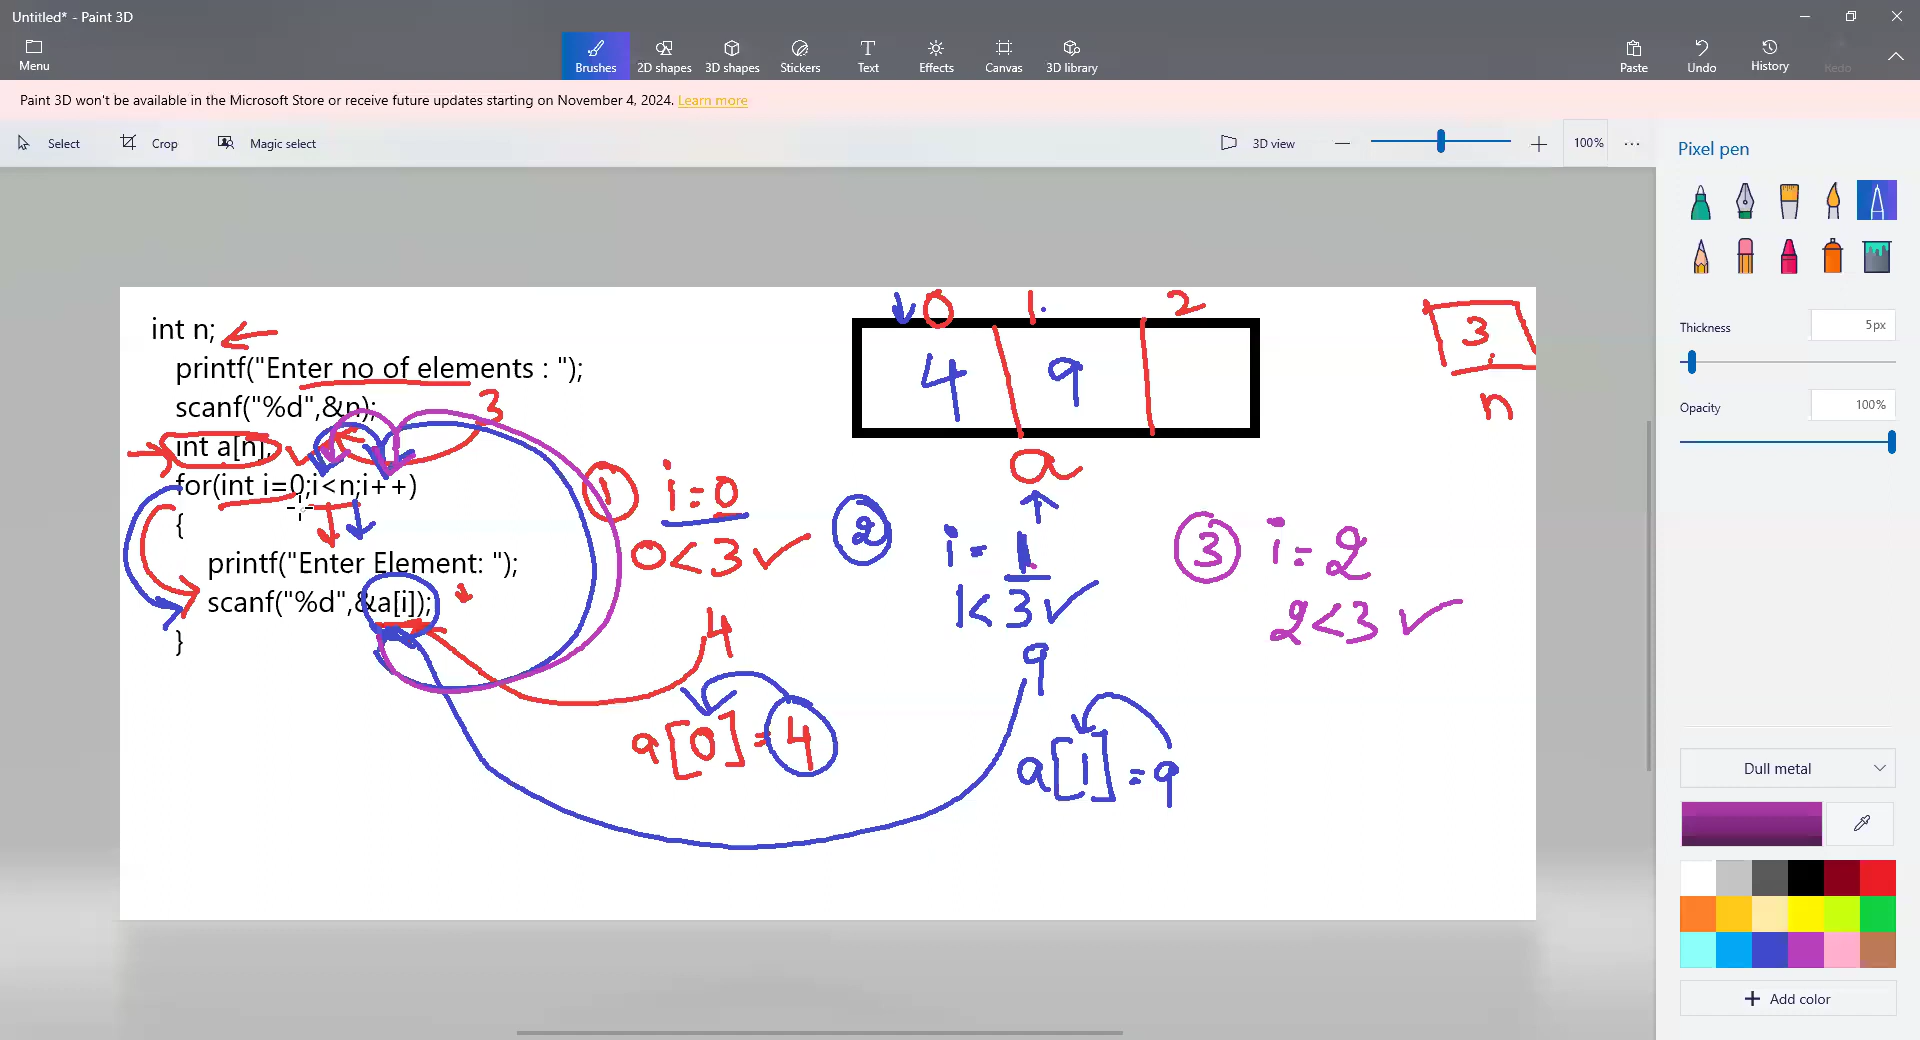 Untitled* - Paint 3D
Menu
Brushes
2D shapes
3D shapes
Stickers
Text
Effects
Canvas
3D library
Paste
Undo
History
Redo
Paint 3D won't be available in the Microsoft Store or receive future updates starting on November 4, 2024. Learn more
Select
Crop
Magic select
3D view
100%
Pixel pen
Thickness
5px
Opacity
100%
Dull metal
Add color
int n;
printf("Enter no of elements : ");
scanf("%d",&n);
int a[n];
for(int i=0;i<n;i++)
{
printf("Enter Element: ");
scanf("%d",&a[i]);
}
3
0 1 2
4 9
a
3
n
1 i=0
0<3
4
a[0]=4
2 i=1
1<3
9
a[1]=9
3 i=2
2<3